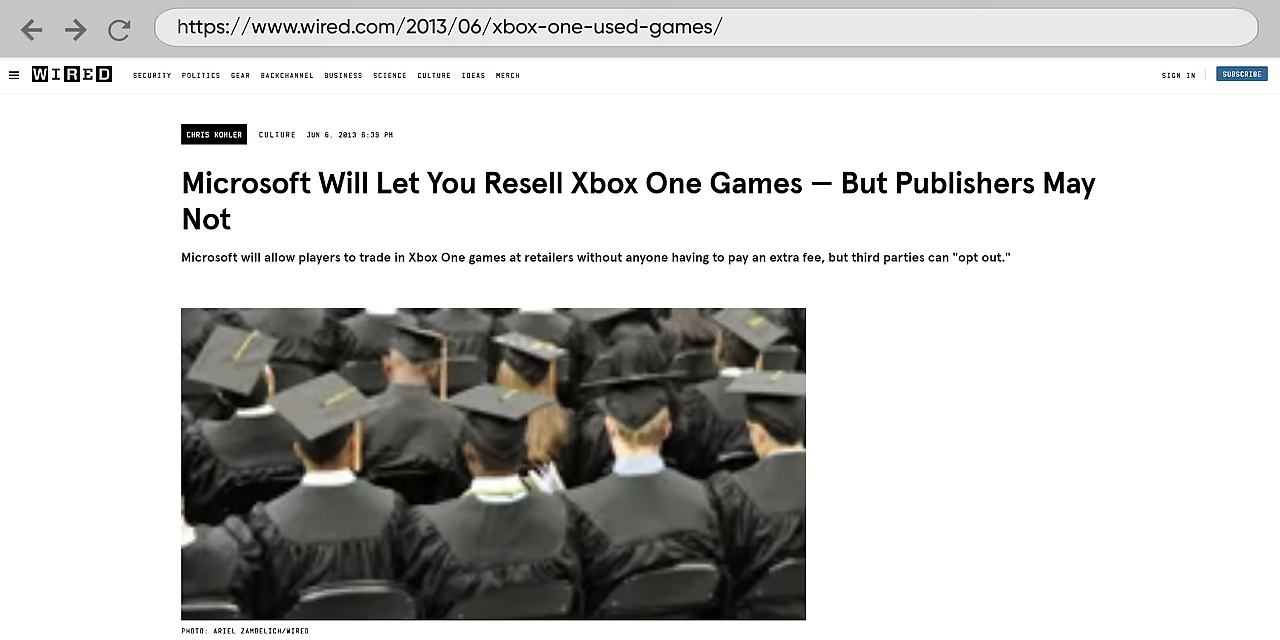 https://www.wired.com/2013/06/xbox-one-used-games/
WIRED SECURITY POLITICS GEAR BACKCHANNEL BUSINESS SCIENCE CULTURE IDEAS MERCH SIGN IN SUBSCRIBE
CHRIS KOHLER CULTURE JUN 6, 2013 6:39 PM
Microsoft Will Let You Resell Xbox One Games — But Publishers May
Not
Microsoft will allow players to trade in Xbox One games at retailers without anyone having to pay an extra fee, but third parties can "opt out."
PHOTO: ARIEL ZAMBELICH/WIRED